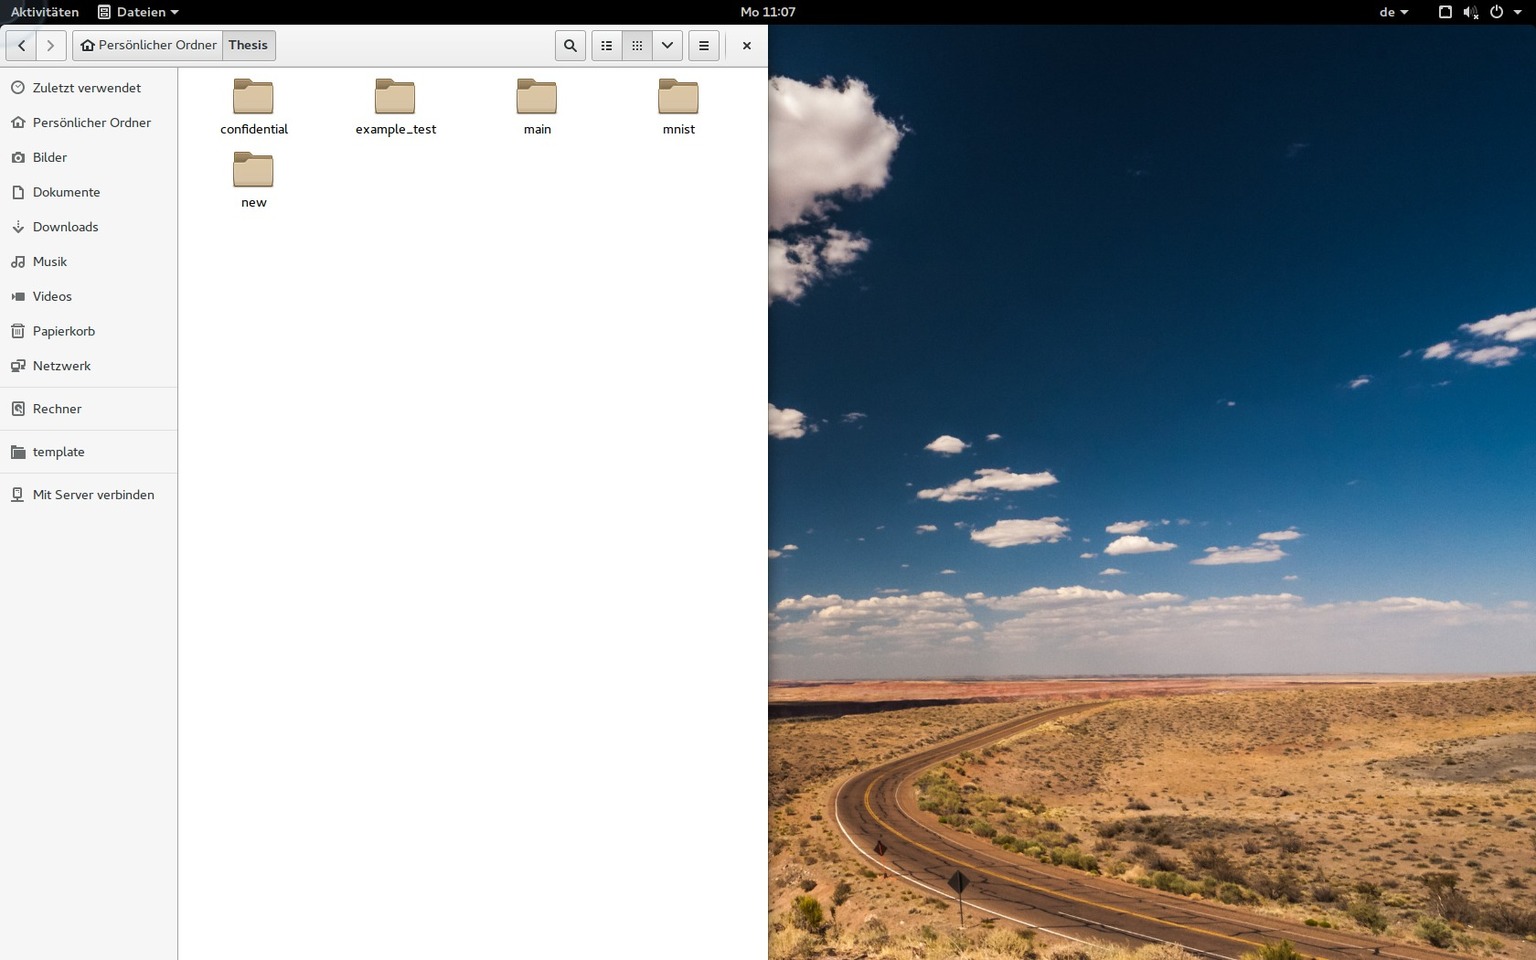 Aktivitäten Dateien Mo 11:07 de
Persönlicher Ordner Thesis
Zuletzt verwendet
Persönlicher Ordner
Bilder
Dokumente
Downloads
Musik
Videos
Papierkorb
Netzwerk
Rechner
template
Mit Server verbinden
confidential example_test main mnist
new